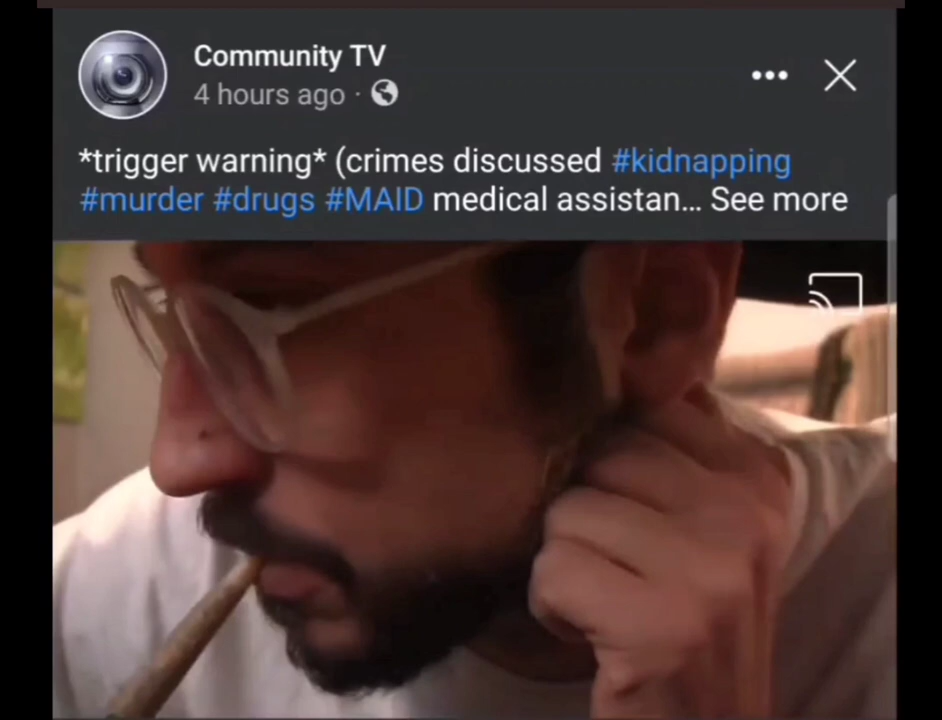 Community TV
4 hours ago ·
*trigger warning* (crimes discussed #kidnapping
#murder #drugs #MAID medical assistan... See more